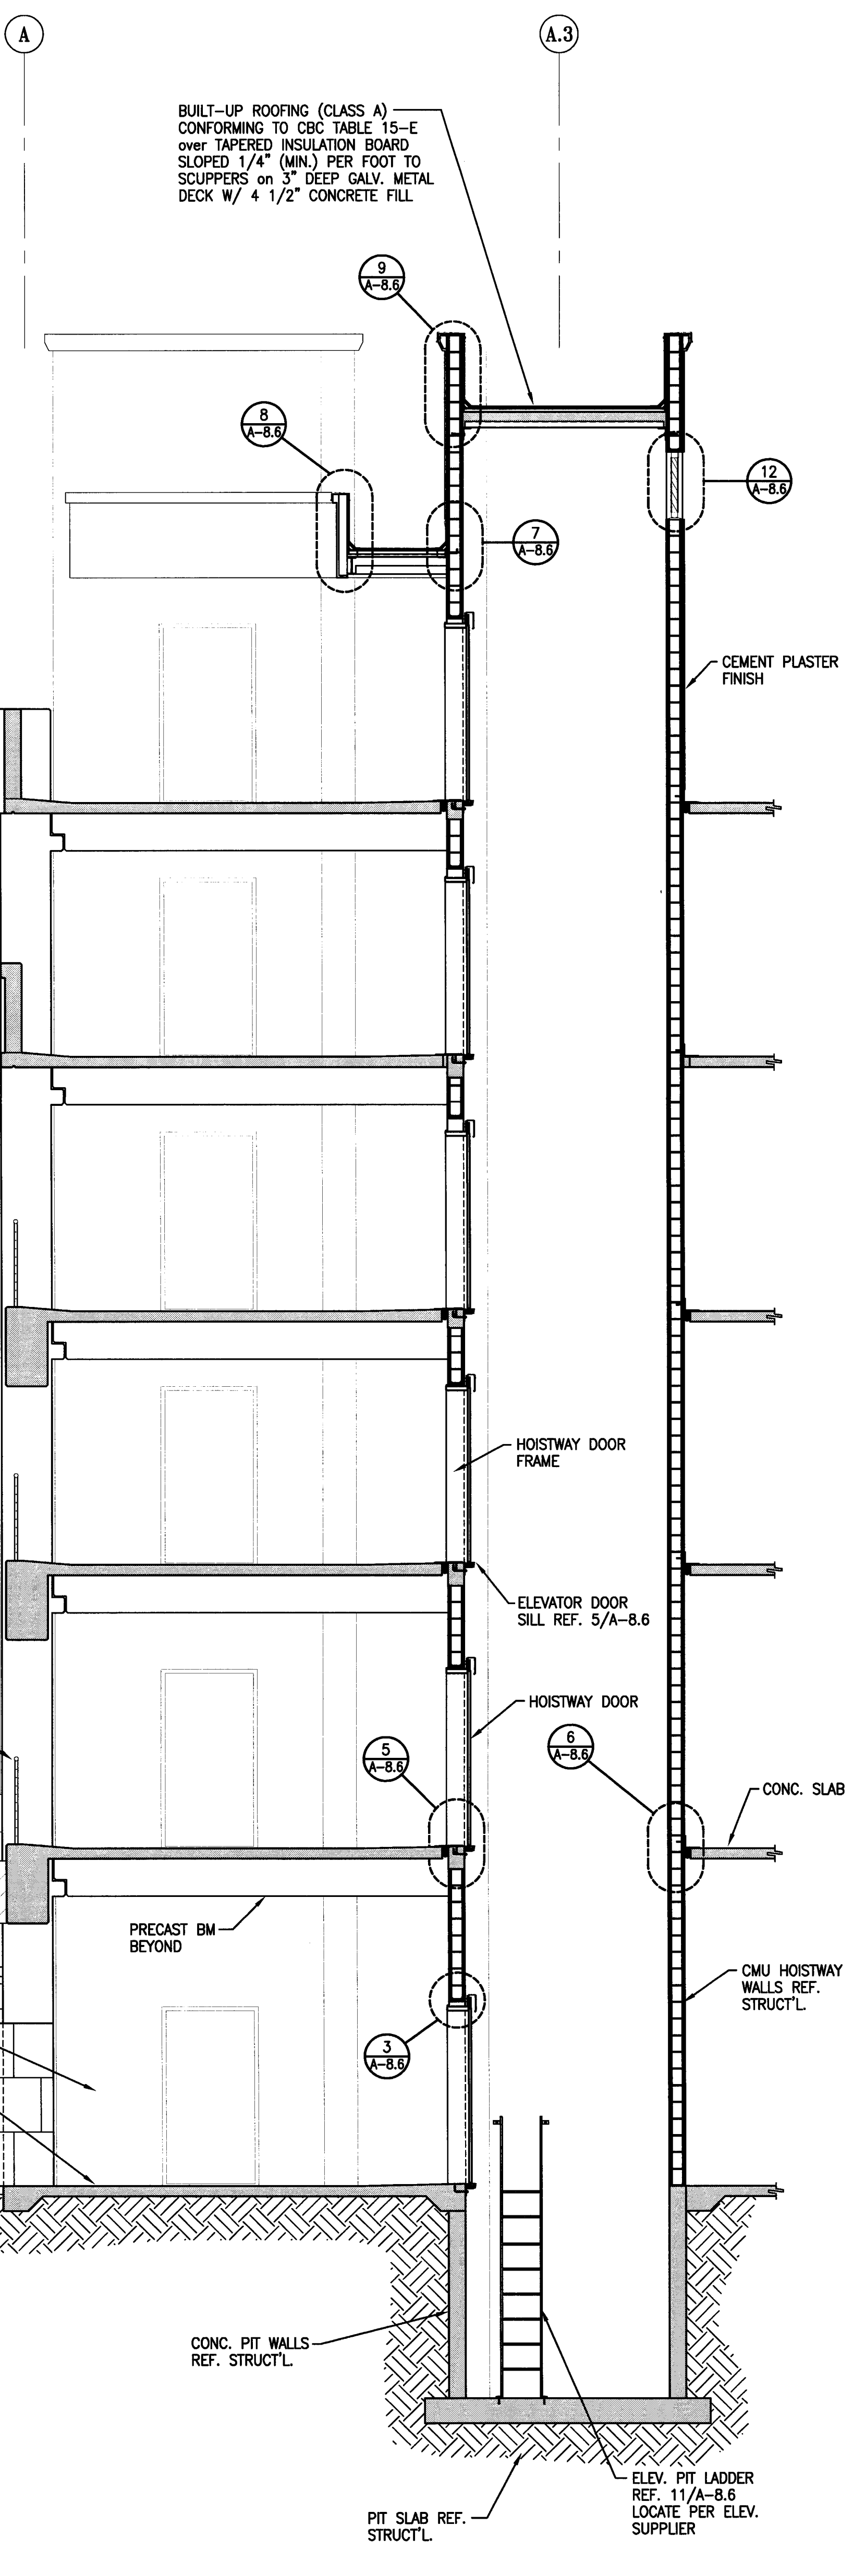 A
A.3
BUILT-UP ROOFING (CLASS A)
CONFORMING TO CBC TABLE 15-E
over TAPERED INSULATION BOARD
SLOPED 1/4" (MIN.) PER FOOT TO
SCUPPERS on 3" DEEP GALV. METAL
DECK W/ 4 1/2" CONCRETE FILL
9
A-8.6
8
A-8.6
12
A-8.6
7
A-8.6
CEMENT PLASTER
FINISH
HOISTWAY DOOR
FRAME
ELEVATOR DOOR
SILL REF. 5/A-8.6
HOISTWAY DOOR
5
A-8.6
6
A-8.6
CONC. SLAB
PRECAST BM
BEYOND
CMU HOISTWAY
WALLS REF.
STRUCT'L.
3
A-8.6
CONC. PIT WALLS
REF. STRUCT'L.
ELEV. PIT LADDER
REF. 11/A-8.6
LOCATE PER ELEV.
SUPPLIER
PIT SLAB REF.
STRUCT'L.